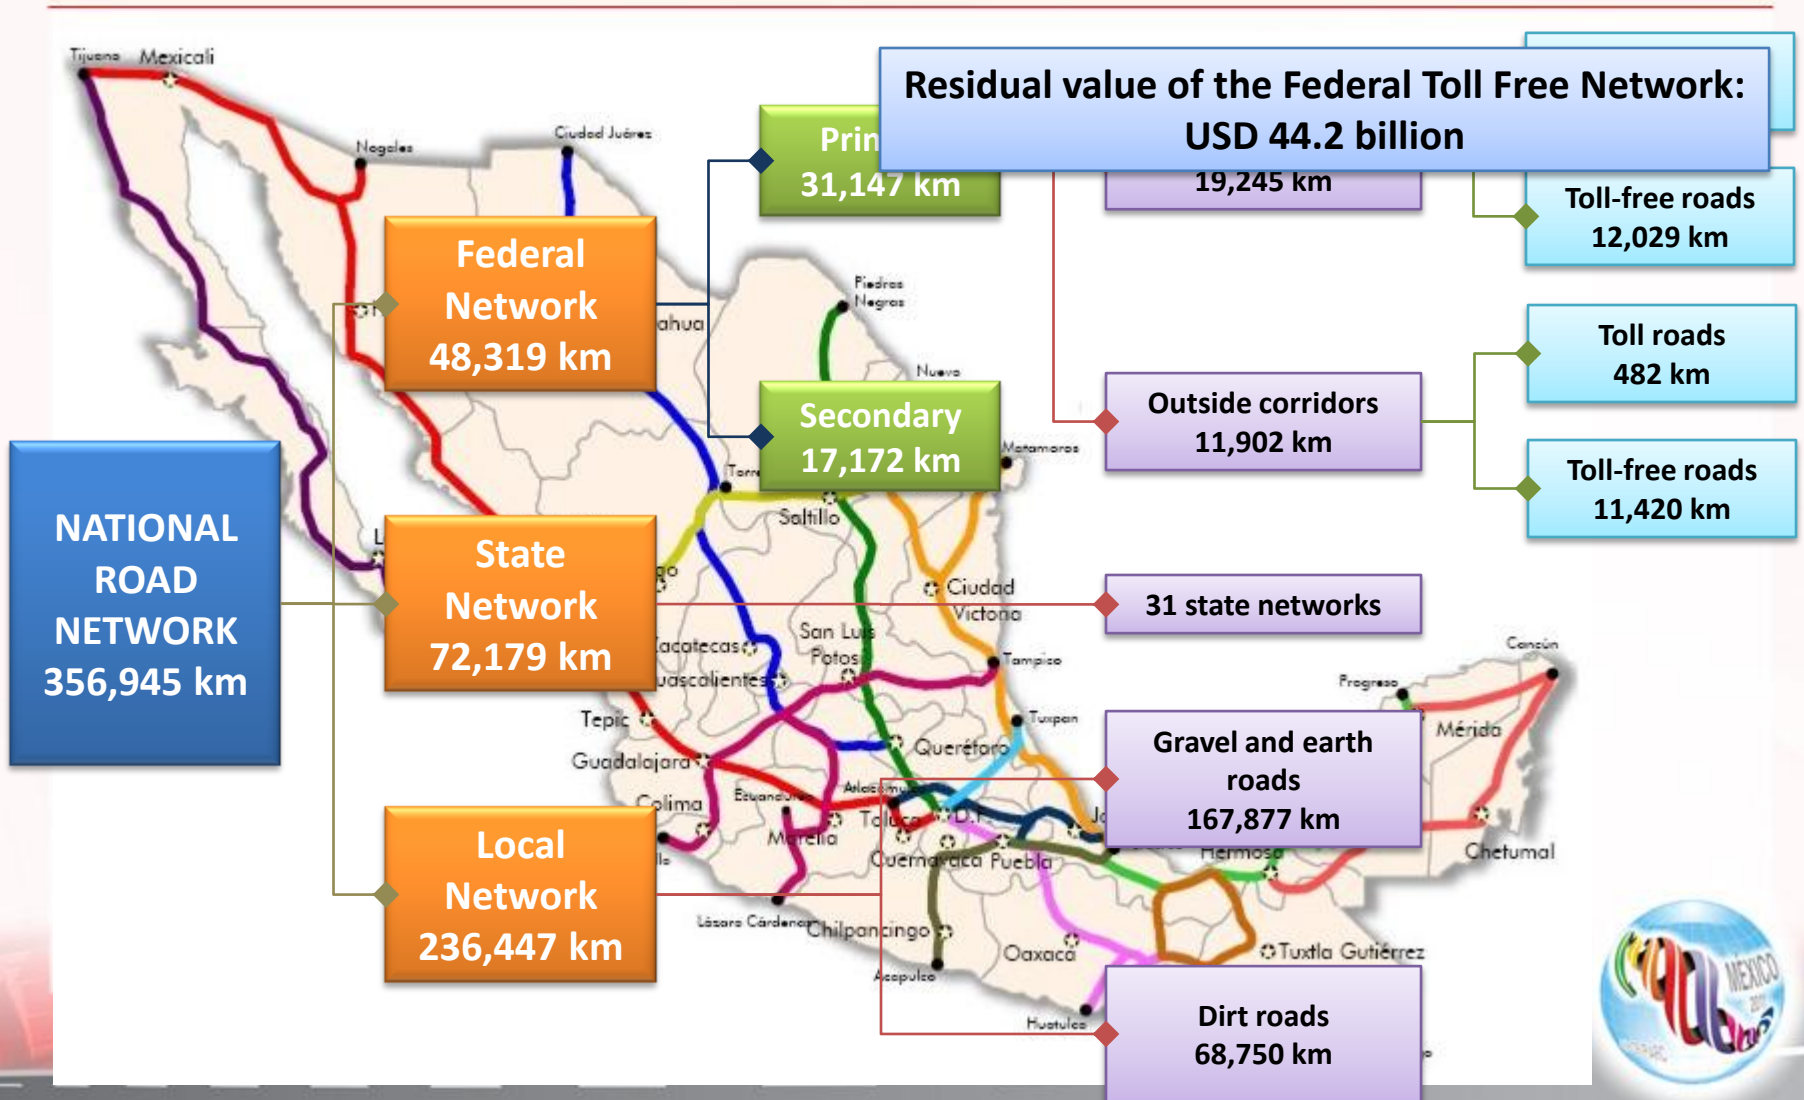 Residual value of the Federal Toll Free Network:
USD 44.2 billion
31,147 km
19,245 km
Toll-free roads
12,029 km
Federal
Network
48,319 km
Secondary
17,172 km
Outside corridors
11,902 km
Toll roads
482 km
Toll-free roads
11,420 km
NATIONAL
ROAD
NETWORK
356,945 km
State
Network
72,179 km
31 state networks
Local
Network
236,447 km
Gravel and earth
roads
167,877 km
Dirt roads
68,750 km
Tijuana
Mexicali
Nogales
Ciudad Juárez
Piedras
Negras
ahua
Nuevo
Matamoros
Saltillo
Ciudad
Victoria
San Luis
Potosí
Tampico
Tepic
Guadalajara
Querétaro
Tuxpan
Colima
Toluca
D.F.
Morelia
Cuernavaca
Puebla
Lázaro Cárdenas
Chilpancingo
Acapulco
Oaxaca
Huatulco
Tuxtla Gutiérrez
Hermosa
Progreso
Mérida
Cancún
Chetumal
MÉXICO